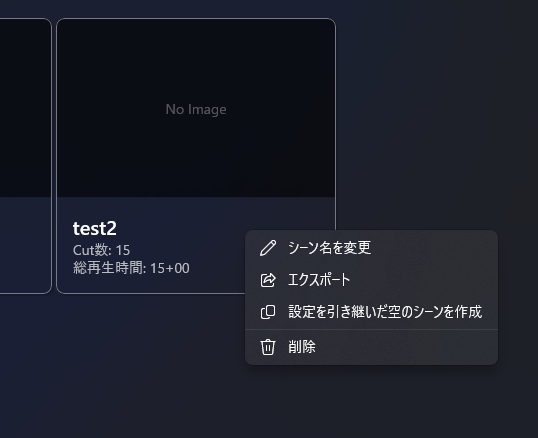 No Image
test2
Cut数: 15
総再生時間: 15+00
シーン名を変更
エクスポート
設定を引き継いだ空のシーンを作成
削除